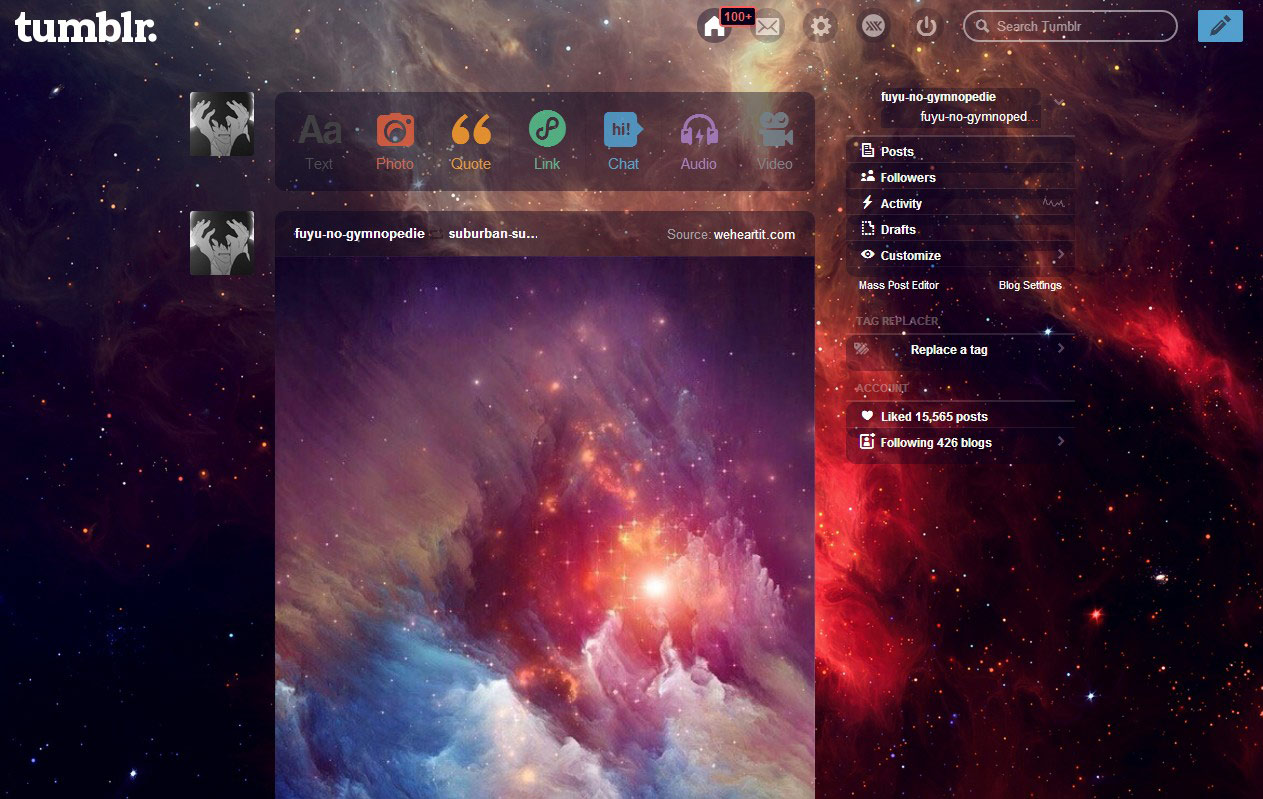 tumblr.
100+
Search Tumblr
Aa
Text
Photo
Quote
Link
hi!
Chat
Audio
Video
fuyu-no-gymnopedie suburban-su...
Source: weheartit.com
fuyu-no-gymnopedie
fuyu-no-gymnoped...
Posts
Followers
Activity
Drafts
Customize
Mass Post Editor Blog Settings
TAG REPLACER
Replace a tag
ACCOUNT
Liked 15,565 posts
Following 426 blogs